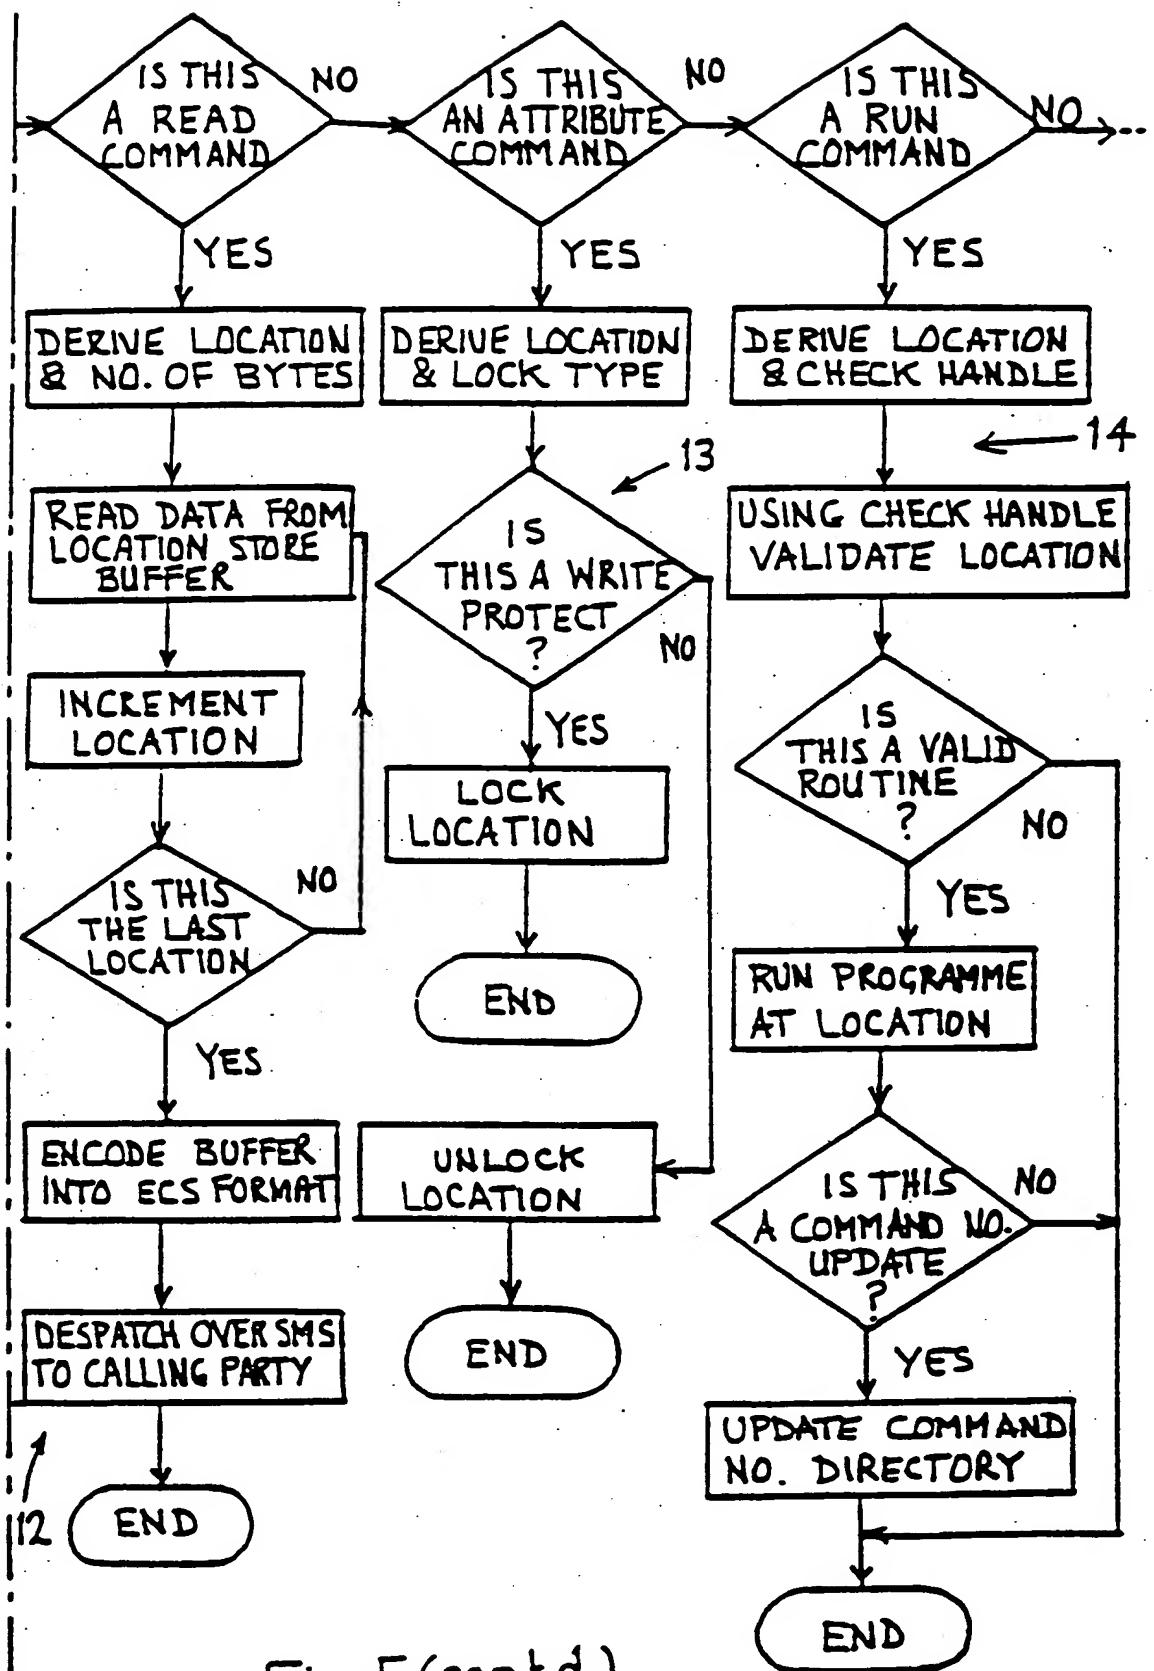 IS THIS
A READ
COMMAND
NO
YES
DERIVE LOCATION
& NO. OF BYTES
READ DATA FROM
LOCATION STORE
BUFFER
INCREMENT
LOCATION
IS THIS
THE LAST
LOCATION
NO
YES
ENCODE BUFFER
INTO ECS FORMAT
DESPATCH OVER SMS
TO CALLING PARTY
12
END
IS THIS
AN ATTRIBUTE
COMMAND
NO
YES
DERIVE LOCATION
& LOCK TYPE
13
IS
THIS A WRITE
PROTECT
?
NO
YES
LOCK
LOCATION
END
UNLOCK
LOCATION
END
IS THIS
A RUN
COMMAND
NO
YES
DERIVE LOCATION
& CHECK HANDLE
14
USING CHECK HANDLE
VALIDATE LOCATION
IS
THIS A VALID
ROUTINE
?
NO
YES
RUN PROGRAMME
AT LOCATION
IS THIS
A COMMAND NO.
UPDATE
?
NO
YES
UPDATE COMMAND
NO. DIRECTORY
END
Fig. 5 (cont'd.)